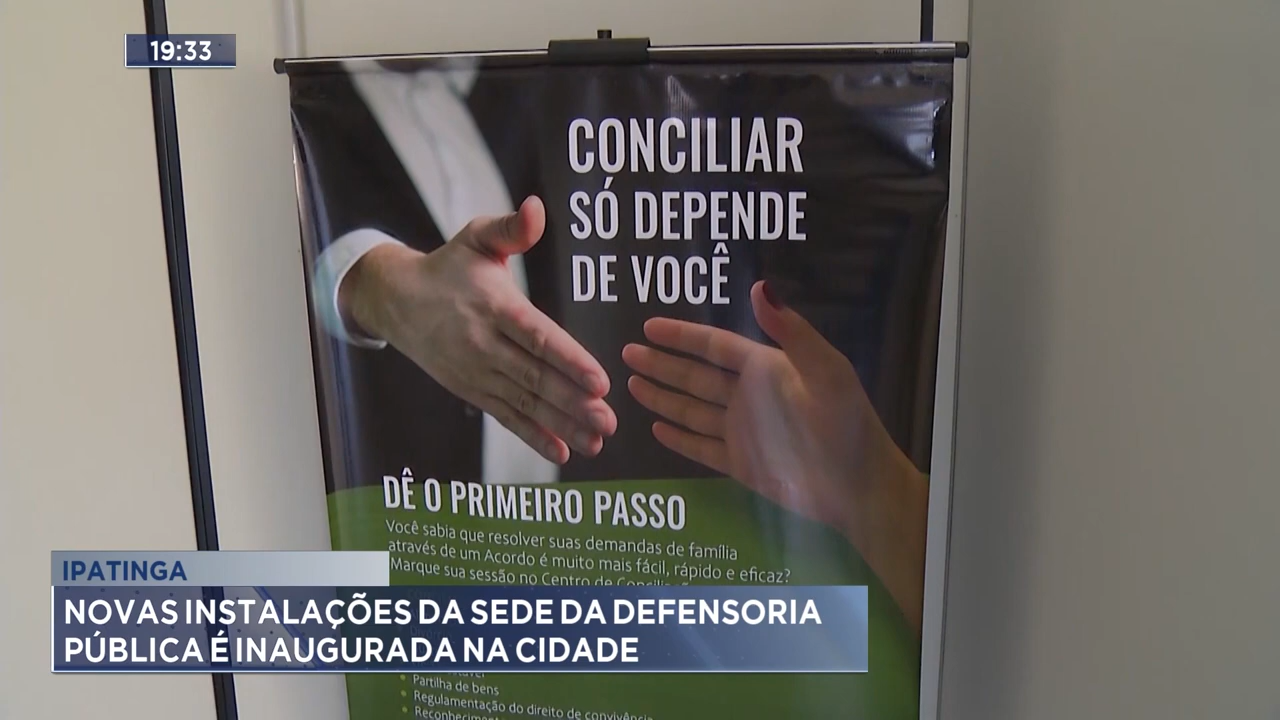 19:33
CONCILIAR
SÓ DEPENDE
DE VOCÊ
DÊ O PRIMEIRO PASSO
Você sabia que resolver suas demandas de família
através de um Acordo é muito mais fácil, rápido e eficaz?
Marque sua sessão no Centro de
IPATINGA
NOVAS INSTALAÇÕES DA SEDE DA DEFENSORIA
PÚBLICA É INAUGURADA NA CIDADE
Partilha de bens
Regulamentação do direito de convivência